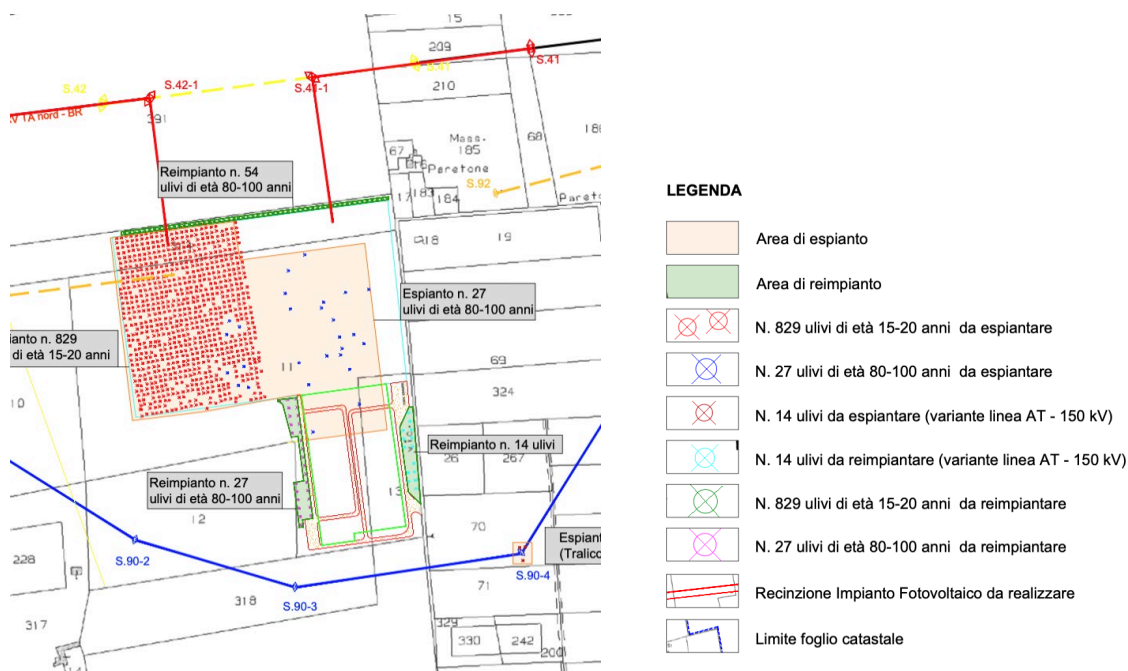 15
209
S.42
S.42-1
S.41-1
S.41
S.41
210
V TA nord - BR
391
Mass.
185
Paretone
67
68
S.92
183
184
17
Reimpianto n. 54
ulivi di età 80-100 anni
218
19
Espianto n. 27
ulivi di età 80-100 anni
ianto n. 829
di età 15-20 anni
11
69
324
10
Reimpianto n. 14 ulivi
26
267
Reimpianto n. 27
ulivi di età 80-100 anni
13
12
70
Espiant
(Tralicc
228
S.90-2
S.90-4
71
S.90-3
318
317
329
330
242
200
LEGENDA
Area di espianto
Area di reimpianto
N. 829 ulivi di età 15-20 anni da espiantare
N. 27 ulivi di età 80-100 anni da espiantare
N. 14 ulivi da espiantare (variante linea AT - 150 kV)
N. 14 ulivi da reimpiantare (variante linea AT - 150 kV)
N. 829 ulivi di età 15-20 anni da reimpiantare
N. 27 ulivi di età 80-100 anni da reimpiantare
Recinzione Impianto Fotovoltaico da realizzare
Limite foglio catastale